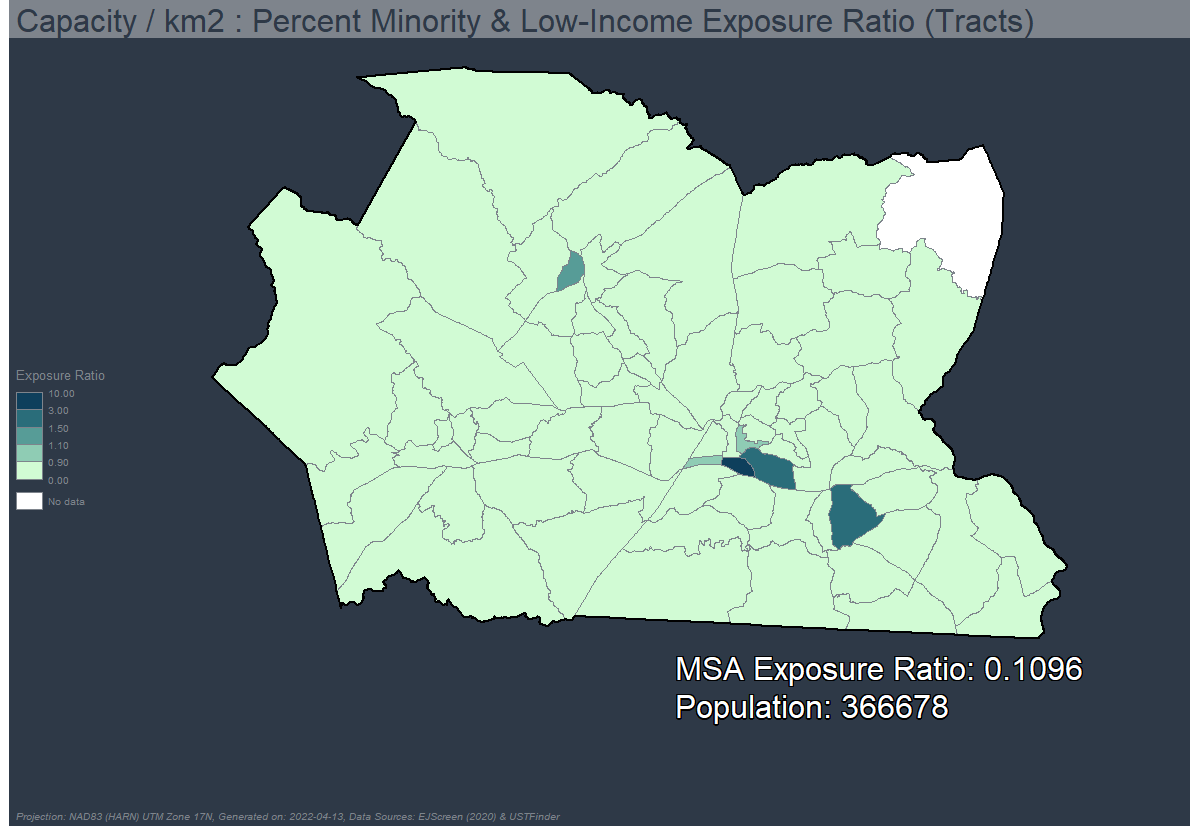 Capacity / km2 : Percent Minority & Low-Income Exposure Ratio (Tracts)
Exposure Ratio
10.00
3.00
1.50
1.10
0.90
0.00
No data
MSA Exposure Ratio: 0.1096
Population: 366678
Projection: NAD83 (HARN) UTM Zone 17N, Generated on: 2022-04-13, Data Sources: EJScreen (2020) & USTFinder